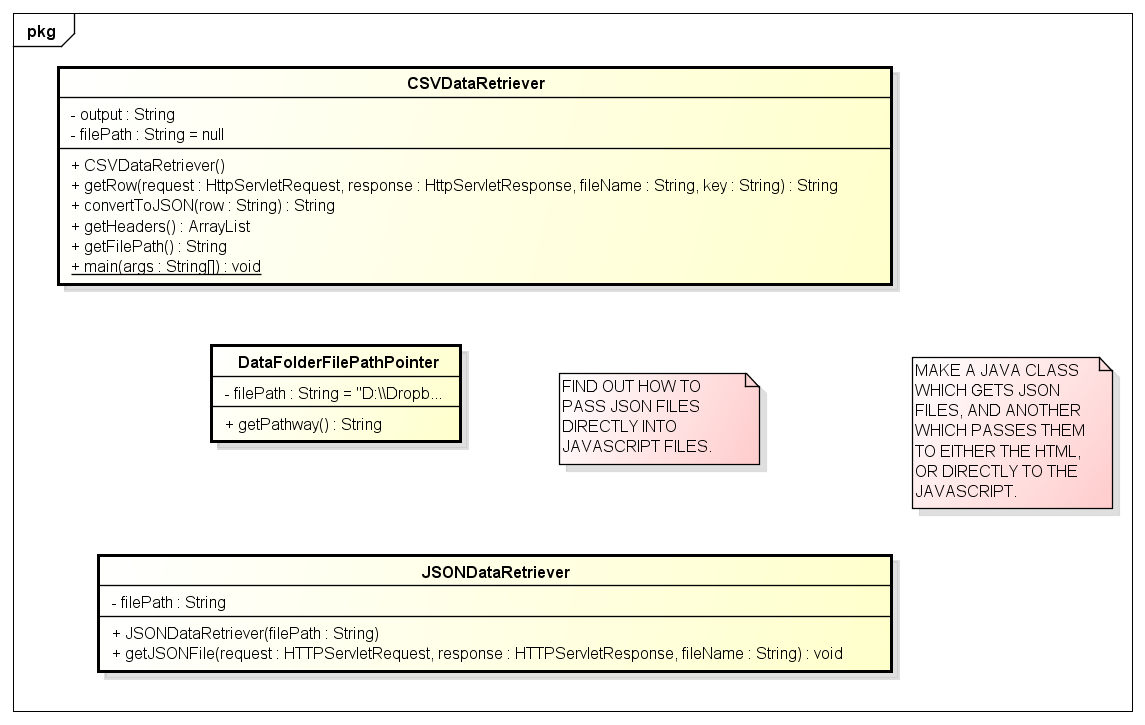 pkg
CSVDataRetriever
- output : String
- filePath : String = null
+ CSVDataRetriever()
+ getRow(request : HttpServletRequest, response : HttpServletResponse, fileName : String, key : String) : String
+ convertToJSON(row : String) : String
+ getHeaders() : ArrayList
+ getFilePath() : String
+ main(args : String[]) : void
DataFolderFilePathPointer
- filePath : String = "D:\\Dropb...
+ getPathway() : String
FIND OUT HOW TO
PASS JSON FILES
DIRECTLY INTO
JAVASCRIPT FILES.
MAKE A JAVA CLASS
WHICH GETS JSON
FILES, AND ANOTHER
WHICH PASSES THEM
TO EITHER THE HTML,
OR DIRECTLY TO THE
JAVASCRIPT.
JSONDataRetriever
- filePath : String
+ JSONDataRetriever(filePath : String)
+ getJSONFile(request : HTTPServletRequest, response : HTTPServletResponse, fileName : String) : void